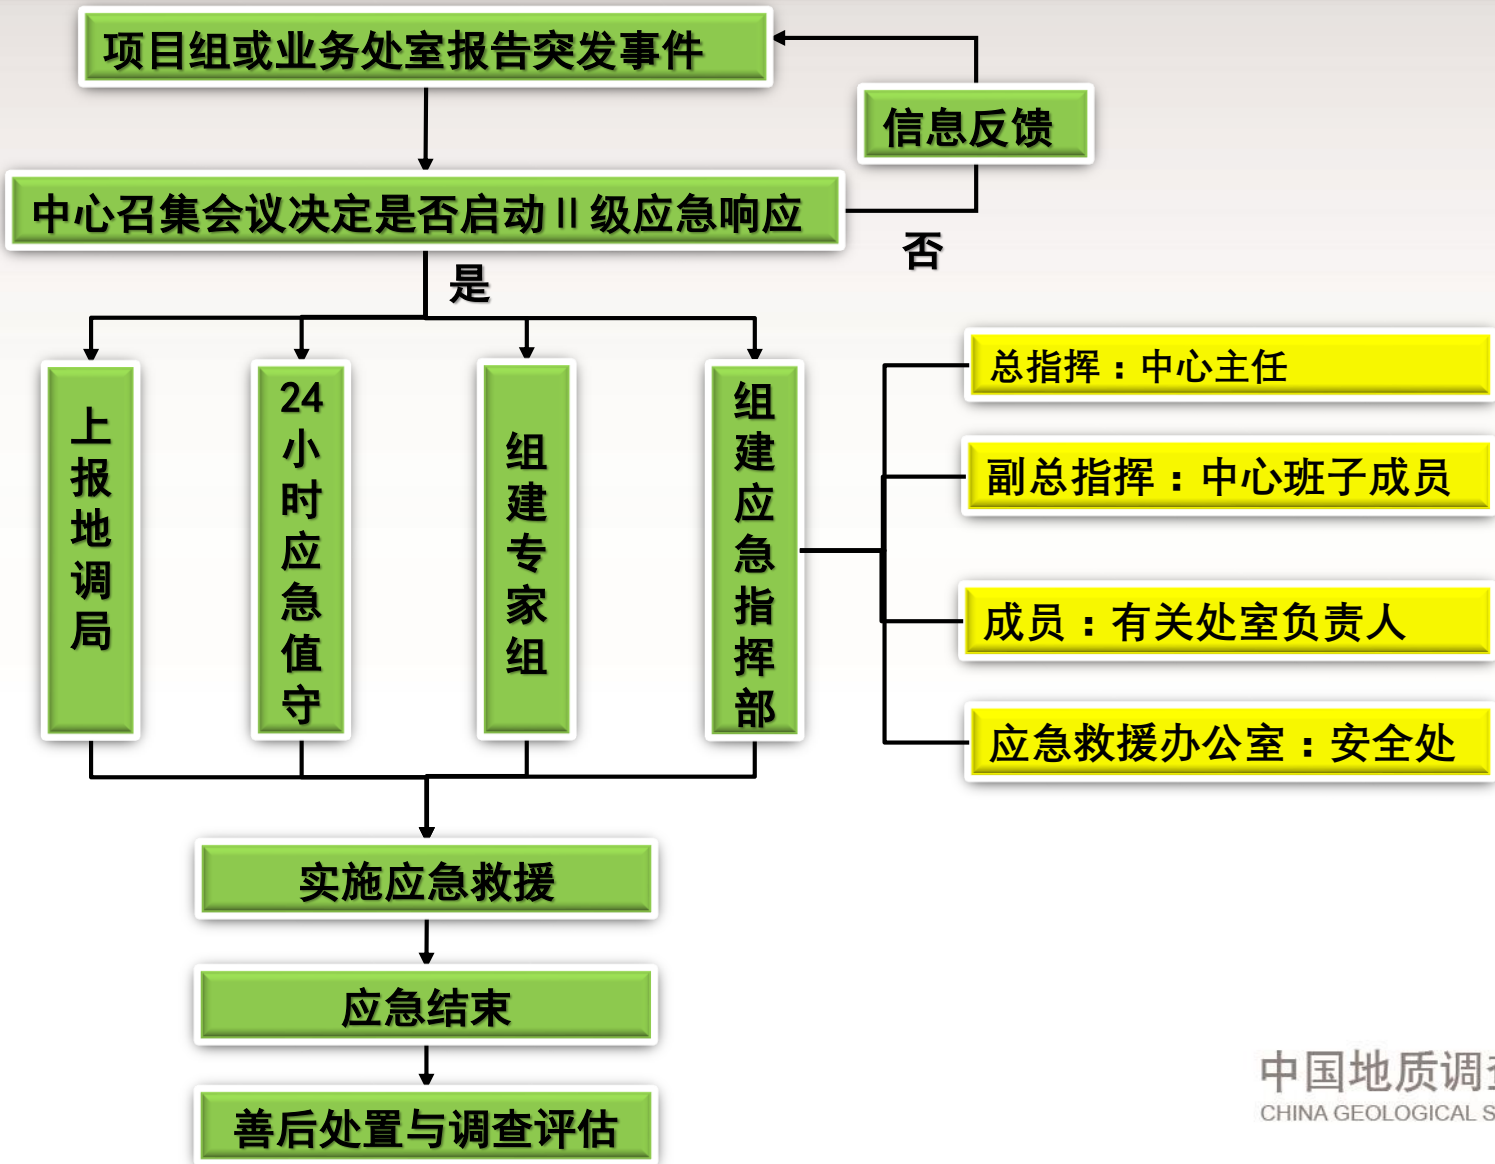 项目组或业务处室报告突发事件
信息反馈
中心召集会议决定是否启动Ⅱ级应急响应
否
是
上报地调局
24小时应急值守
组建专家组
组建应急指挥部
总指挥：中心主任
副总指挥：中心班子成员
成员：有关处室负责人
应急救援办公室：安全处
实施应急救援
应急结束
善后处置与调查评估
中国地质调
CHINA GEOLOGICAL S